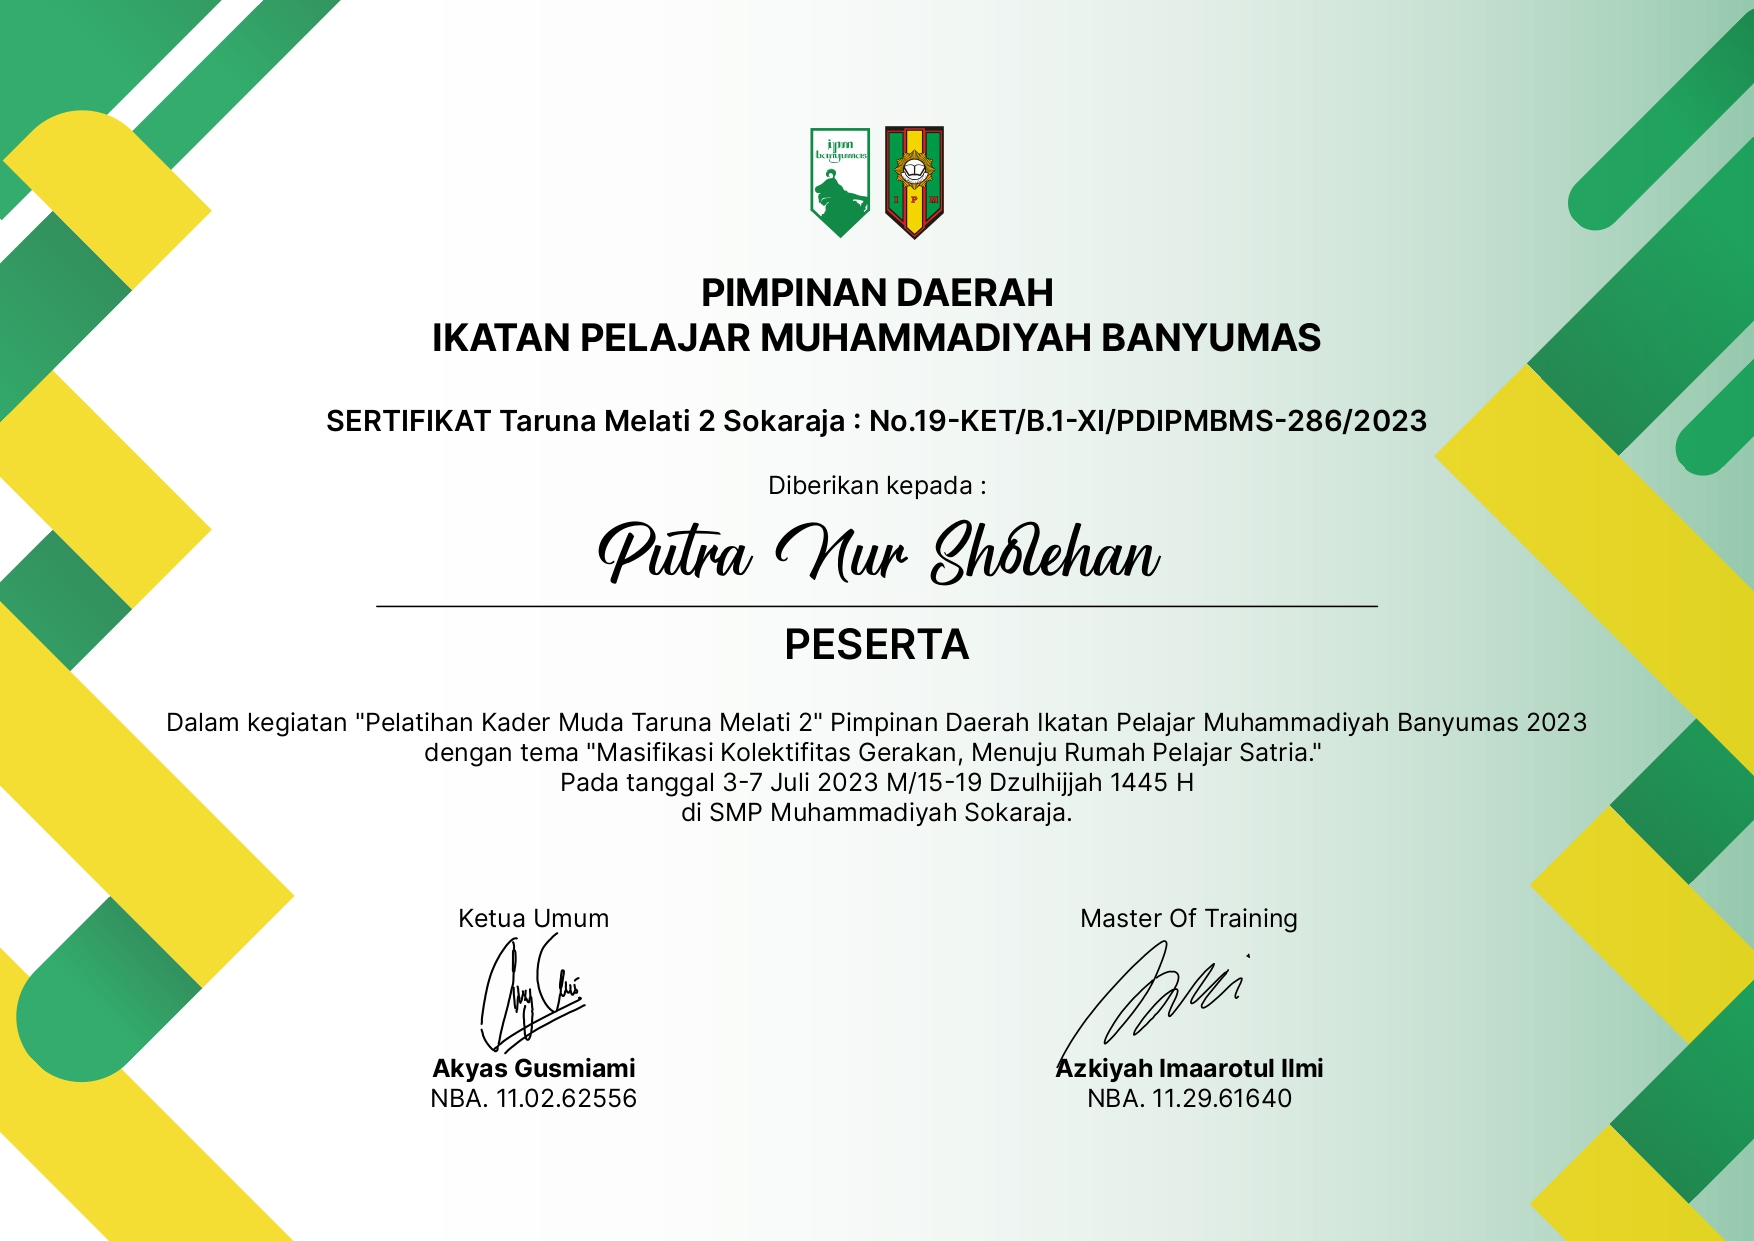 ipm
banyumas
I P M
PIMPINAN DAERAH
IKATAN PELAJAR MUHAMMADIYAH BANYUMAS
SERTIFIKAT Taruna Melati 2 Sokaraja : No.19-KET/B.1-XI/PDIPMBMS-286/2023
Diberikan kepada :
Putra Nur Sholehan
PESERTA
Dalam kegiatan "Pelatihan Kader Muda Taruna Melati 2" Pimpinan Daerah Ikatan Pelajar Muhammadiyah Banyumas 2023
dengan tema "Masifikasi Kolektifitas Gerakan, Menuju Rumah Pelajar Satria."
Pada tanggal 3-7 Juli 2023 M/15-19 Dzulhijjah 1445 H
di SMP Muhammadiyah Sokaraja.
Ketua Umum
Akyas Gusmiami
NBA. 11.02.62556
Master Of Training
Azkiyah Imaarotul Ilmi
NBA. 11.29.61640